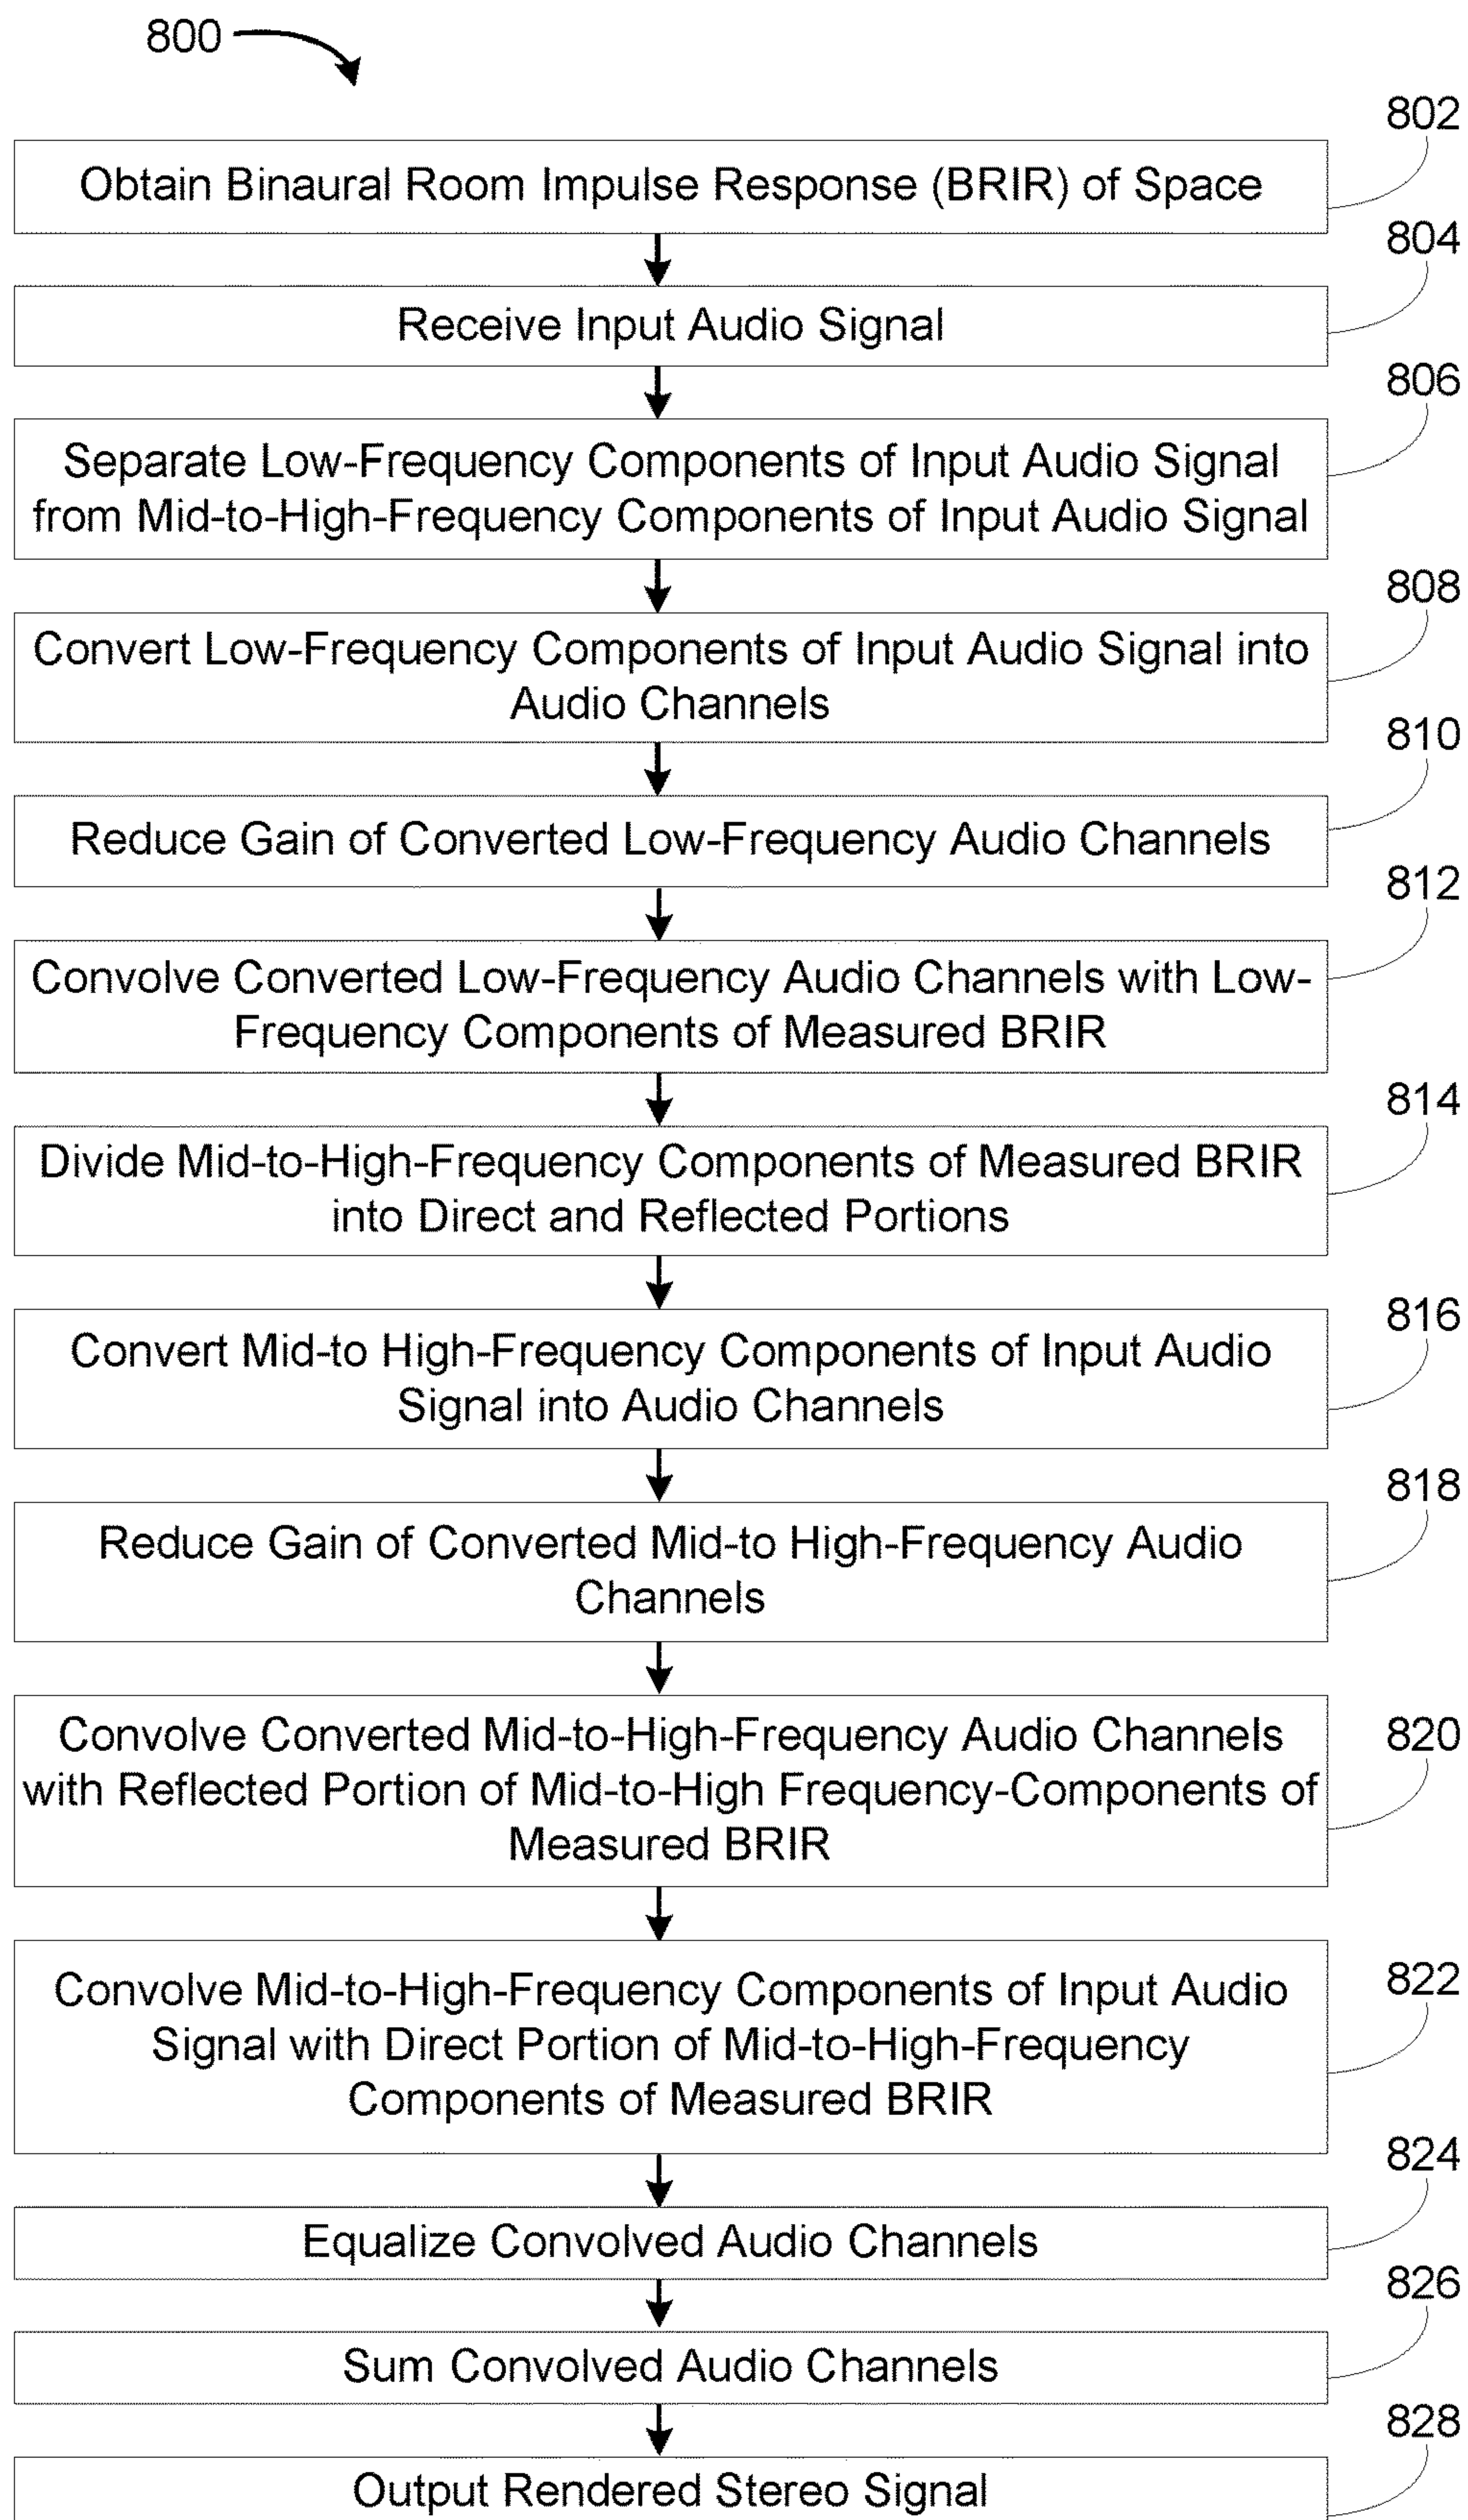 800
802
Obtain Binaural Room Impulse Response (BRIR) of Space
804
Receive Input Audio Signal
806
Separate Low-Frequency Components of Input Audio Signal
from Mid-to-High-Frequency Components of Input Audio Signal
808
Convert Low-Frequency Components of Input Audio Signal into
Audio Channels
810
Reduce Gain of Converted Low-Frequency Audio Channels
812
Convolve Converted Low-Frequency Audio Channels with Low-
Frequency Components of Measured BRIR
814
Divide Mid-to-High-Frequency Components of Measured BRIR
into Direct and Reflected Portions
816
Convert Mid-to High-Frequency Components of Input Audio
Signal into Audio Channels
818
Reduce Gain of Converted Mid-to High-Frequency Audio
Channels
820
Convolve Converted Mid-to-High-Frequency Audio Channels
with Reflected Portion of Mid-to-High Frequency-Components of
Measured BRIR
822
Convolve Mid-to-High-Frequency Components of Input Audio
Signal with Direct Portion of Mid-to-High-Frequency
Components of Measured BRIR
824
Equalize Convolved Audio Channels
826
Sum Convolved Audio Channels
828
Output Rendered Stereo Signal